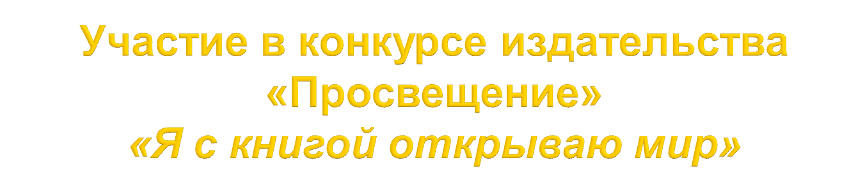 Участие в конкурсе издательства
«Просвещение»
«Я с книгой открываю мир»